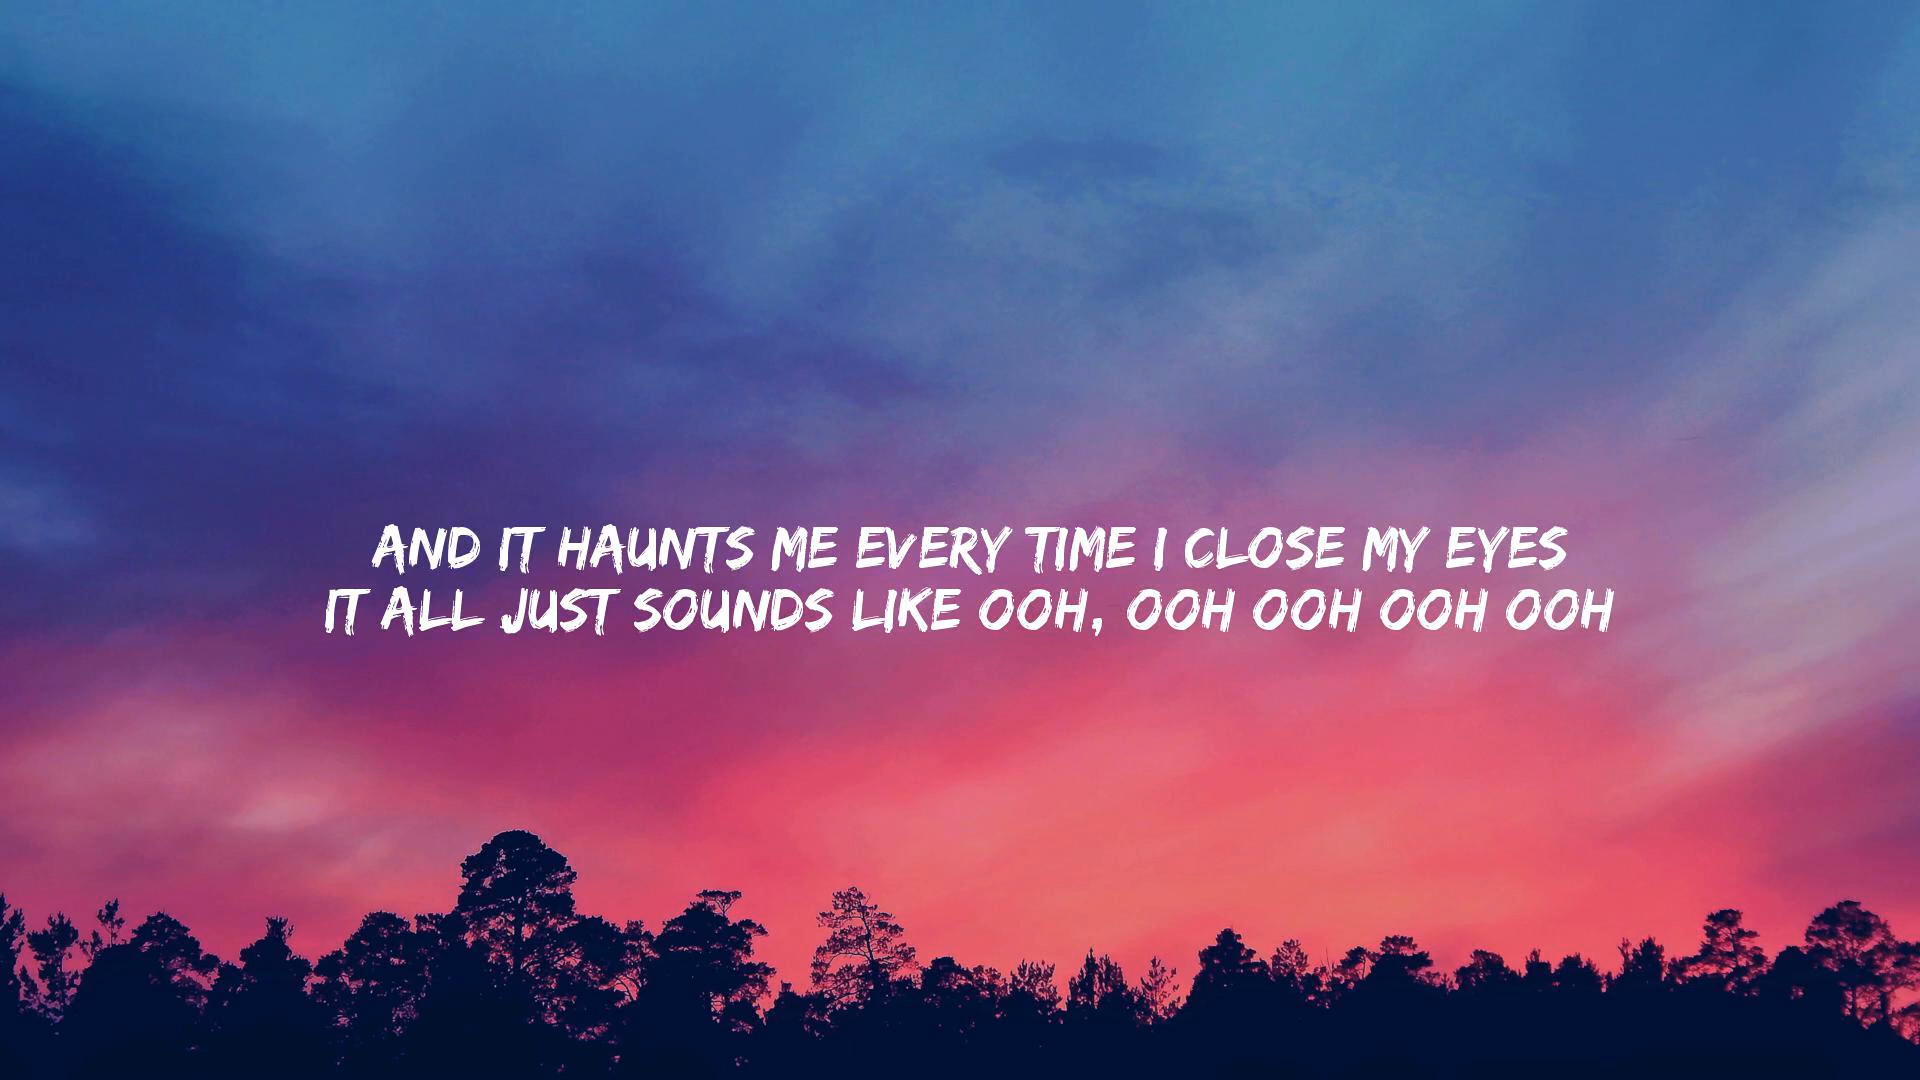 AND IT HAUNTS ME EVERY TIME I CLOSE MY EYES
IT ALL JUST SOUNDS LIKE OOH, OOH OOH OOH OOH